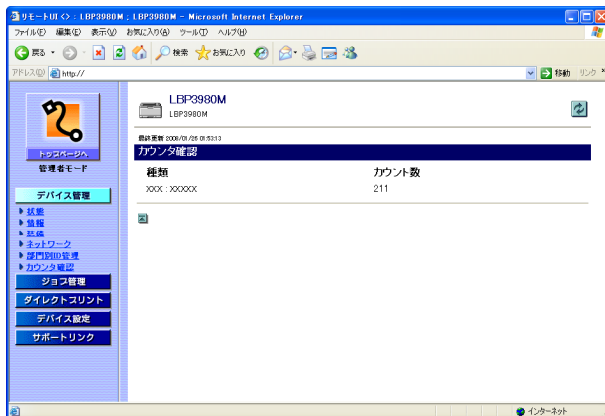 リモートUI <> : LBP3980M ; LBP3980M - Microsoft Internet Explorer
ファイル(F) 編集(E) 表示(V) お気に入り(A) ツール(T) ヘルプ(H)
戻る 検索 お気に入り
アドレス(D) http:// 移動 リンク
LBP3980M
LBP3980M
最終更新 2008/01/26 01:53:13
カウンタ確認
種類 カウント数
XXX : XXXXX 211
トップページへ
管理者モード
デバイス管理
状態
情報
装備
ネットワーク
部門別ID管理
カウンタ確認
ジョブ管理
ダイレクトプリント
デバイス設定
サポートリンク
インターネット